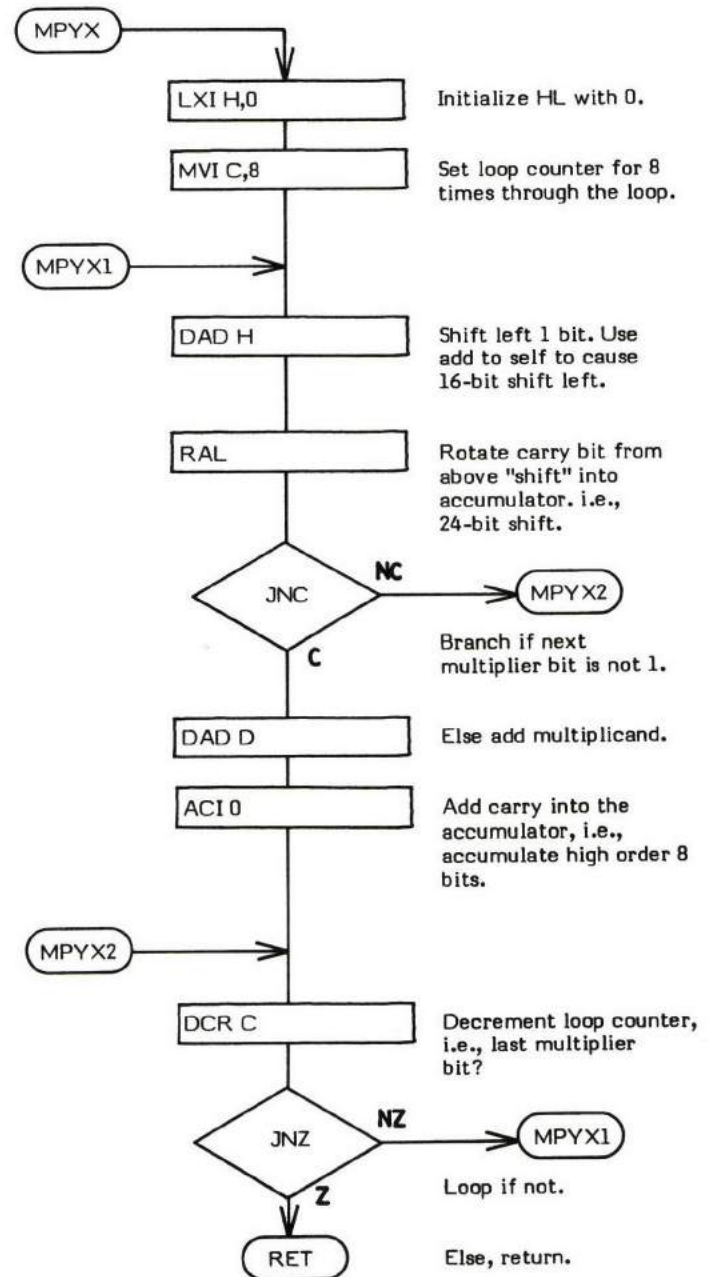 MPYX
LXI H,0
Initialize HL with 0.
MVI C,8
Set loop counter for 8
times through the loop.
MPYX1
DAD H
Shift left 1 bit. Use
add to self to cause
16-bit shift left.
RAL
Rotate carry bit from
above "shift" into
accumulator. i.e.,
24-bit shift.
JNC
NC
MPYX2
C
Branch if next
multiplier bit is not 1.
DAD D
Else add multiplicand.
ACI 0
Add carry into the
accumulator, i.e.,
accumulate high order 8
bits.
MPYX2
DCR C
Decrement loop counter,
i.e., last multiplier
bit?
JNZ
NZ
MPYX1
Z
Loop if not.
RET
Else, return.